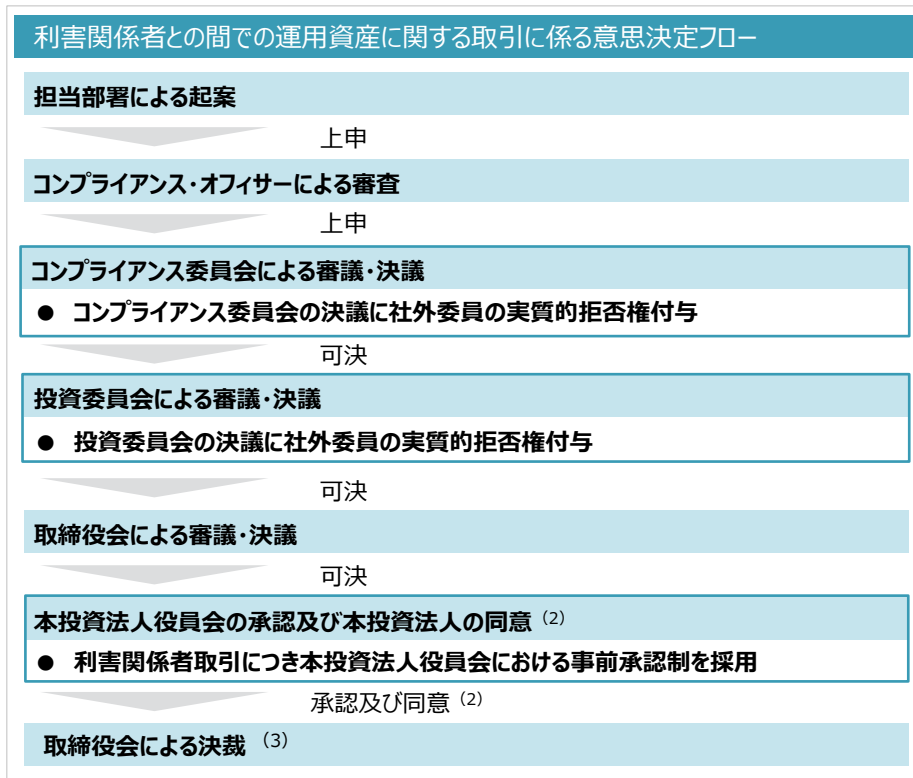 利害関係者との間での運用資産に関する取引に係る意思決定フロー
担当部署による起案
上申
コンプライアンス・オフィサーによる審査
上申
コンプライアンス委員会による審議・決議
● コンプライアンス委員会の決議に社外委員の実質的拒否権付与
可決
投資委員会による審議・決議
● 投資委員会の決議に社外委員の実質的拒否権付与
可決
取締役会による審議・決議
可決
本投資法人役員会の承認及び本投資法人の同意 (2)
● 利害関係者取引につき本投資法人役員会における事前承認制を採用
承認及び同意 (2)
取締役会による決裁 (3)